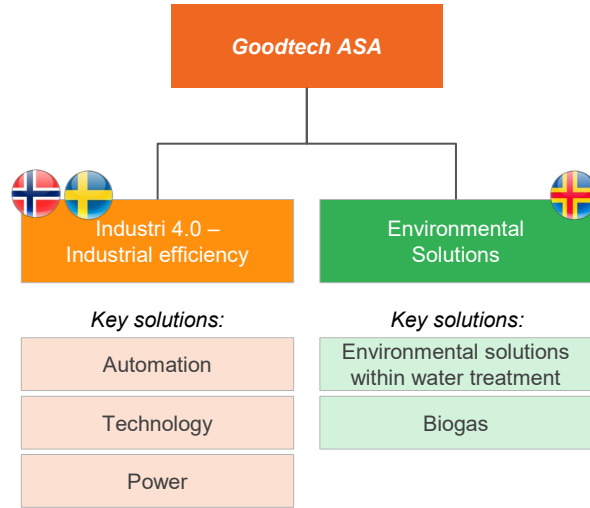 Goodtech ASA
Industri 4.0 –
Industrial efficiency
Environmental
Solutions
Key solutions:
Key solutions:
Automation
Environmental solutions
within water treatment
Technology
Biogas
Power